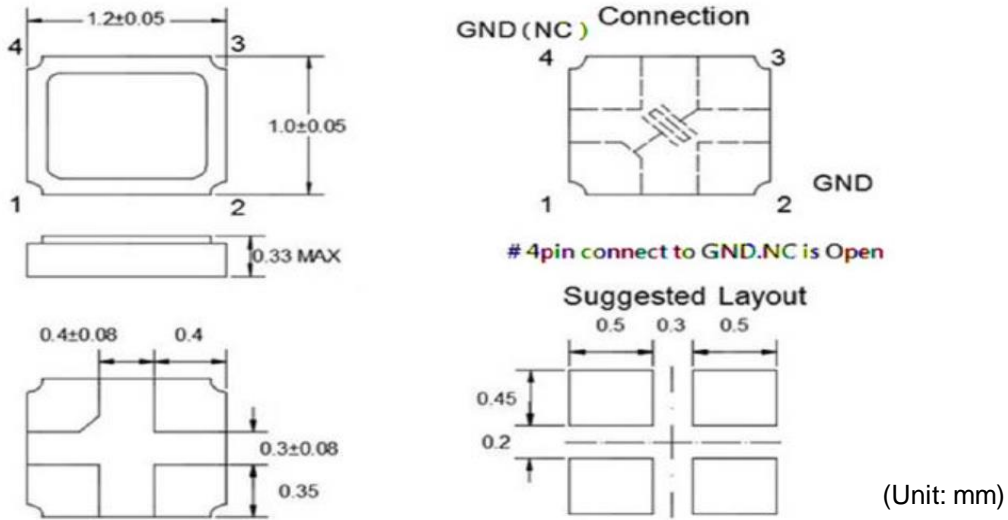 1.2±0.05
4
3
1.0±0.05
1
2
0.33 MAX
0.4±0.08
0.4
0.3±0.08
0.35
Connection
GND(NC)
4
3
1
2
GND
# 4pin connect to GND.NC is Open
Suggested Layout
0.5
0.3
0.5
0.45
0.2
(Unit: mm)